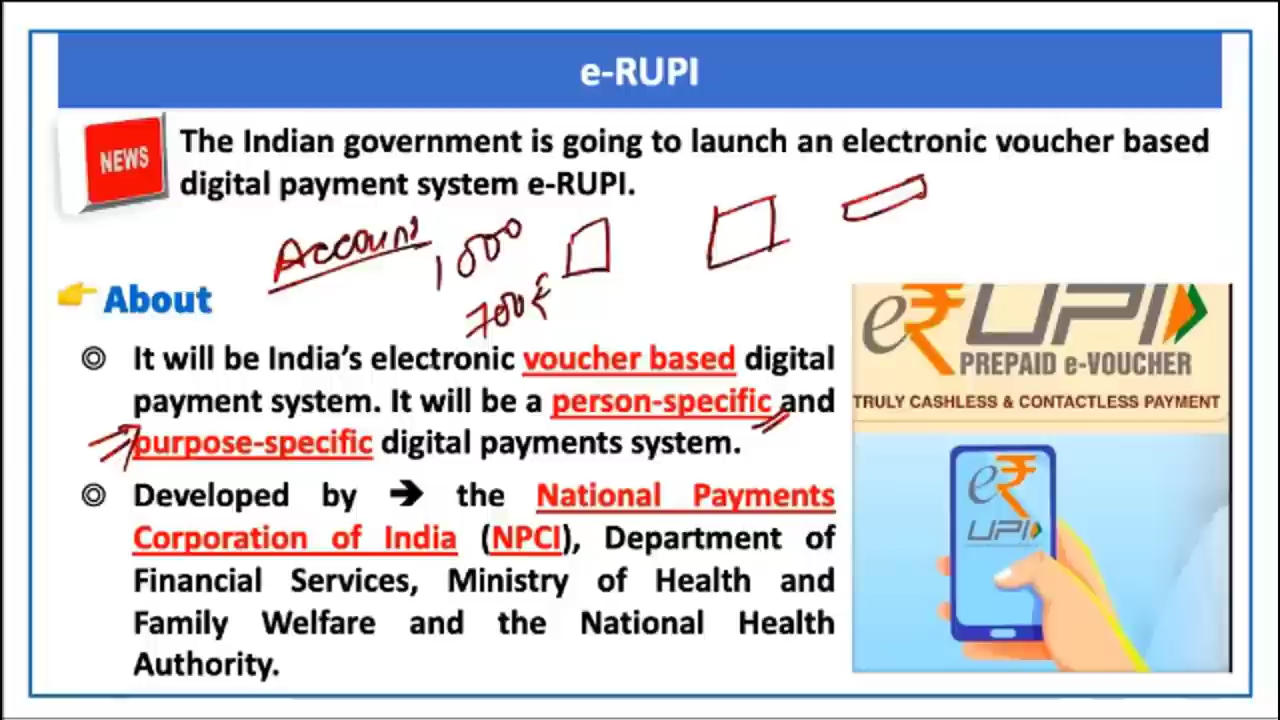 e-RUPI
NEWS
The Indian government is going to launch an electronic voucher based
digital payment system e-RUPI.
Account
1000
700₹
About
◎ It will be India's electronic voucher based digital
payment system. It will be a person-specific and
purpose-specific digital payments system.
◎ Developed by ➔ the National Payments
Corporation of India (NPCI), Department of
Financial Services, Ministry of Health and
Family Welfare and the National Health
Authority.
e₹UPI
PREPAID e-VOUCHER
TRULY CASHLESS & CONTACTLESS PAYMENT
e₹
UPI